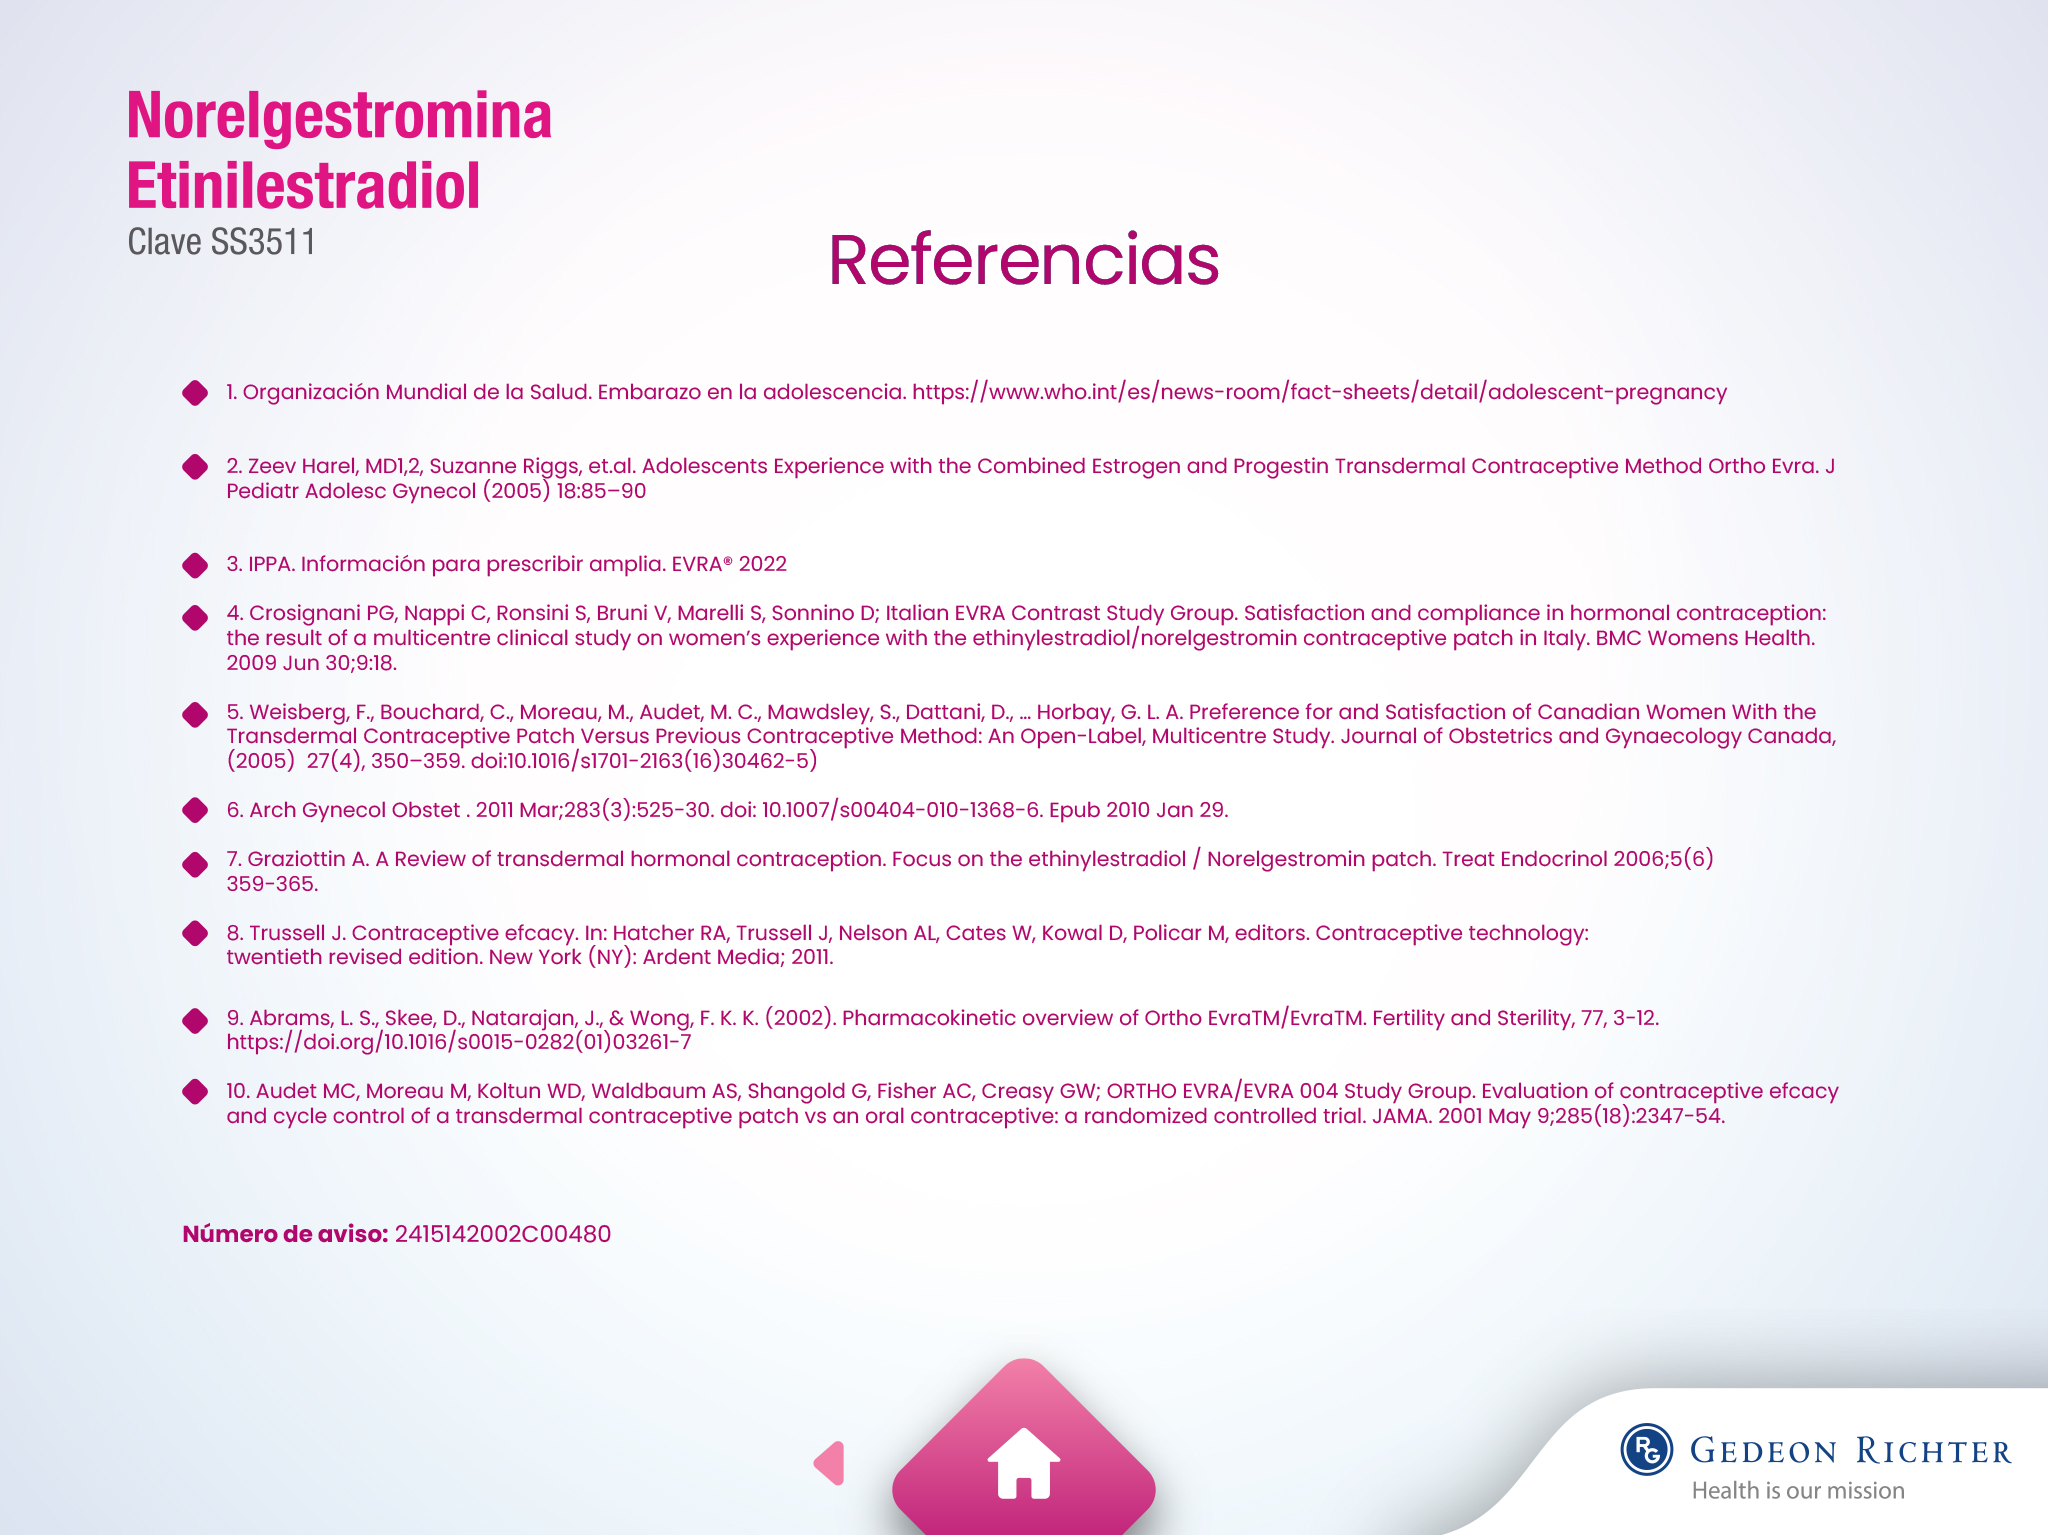 Norelgestromina
Etinilestradiol
Clave SS3511
Referencias
1. Organización Mundial de la Salud. Embarazo en la adolescencia. https://www.who.int/es/news-room/fact-sheets/detail/adolescent-pregnancy
2. Zeev Harel, MD1,2, Suzanne Riggs, et.al. Adolescents Experience with the Combined Estrogen and Progestin Transdermal Contraceptive Method Ortho Evra. J
Pediatr Adolesc Gynecol (2005) 18:85–90
3. IPPA. Información para prescribir amplia. EVRA® 2022
4. Crosignani PG, Nappi C, Ronsini S, Bruni V, Marelli S, Sonnino D; Italian EVRA Contrast Study Group. Satisfaction and compliance in hormonal contraception:
the result of a multicentre clinical study on women’s experience with the ethinylestradiol/norelgestromin contraceptive patch in Italy. BMC Womens Health.
2009 Jun 30;9:18.
5. Weisberg, F., Bouchard, C., Moreau, M., Audet, M. C., Mawdsley, S., Dattani, D., … Horbay, G. L. A. Preference for and Satisfaction of Canadian Women With the
Transdermal Contraceptive Patch Versus Previous Contraceptive Method: An Open-Label, Multicentre Study. Journal of Obstetrics and Gynaecology Canada,
(2005)  27(4), 350–359. doi:10.1016/s1701-2163(16)30462-5)
6. Arch Gynecol Obstet . 2011 Mar;283(3):525-30. doi: 10.1007/s00404-010-1368-6. Epub 2010 Jan 29.
7. Graziottin A. A Review of transdermal hormonal contraception. Focus on the ethinylestradiol / Norelgestromin patch. Treat Endocrinol 2006;5(6)
359-365.
8. Trussell J. Contraceptive efcacy. In: Hatcher RA, Trussell J, Nelson AL, Cates W, Kowal D, Policar M, editors. Contraceptive technology:
twentieth revised edition. New York (NY): Ardent Media; 2011.
9. Abrams, L. S., Skee, D., Natarajan, J., & Wong, F. K. K. (2002). Pharmacokinetic overview of Ortho EvraTM/EvraTM. Fertility and Sterility, 77, 3-12.
https://doi.org/10.1016/s0015-0282(01)03261-7
10. Audet MC, Moreau M, Koltun WD, Waldbaum AS, Shangold G, Fisher AC, Creasy GW; ORTHO EVRA/EVRA 004 Study Group. Evaluation of contraceptive efcacy
and cycle control of a transdermal contraceptive patch vs an oral contraceptive: a randomized controlled trial. JAMA. 2001 May 9;285(18):2347-54.
Número de aviso: 2415142002C00480
RG GEDEON RICHTER
Health is our mission